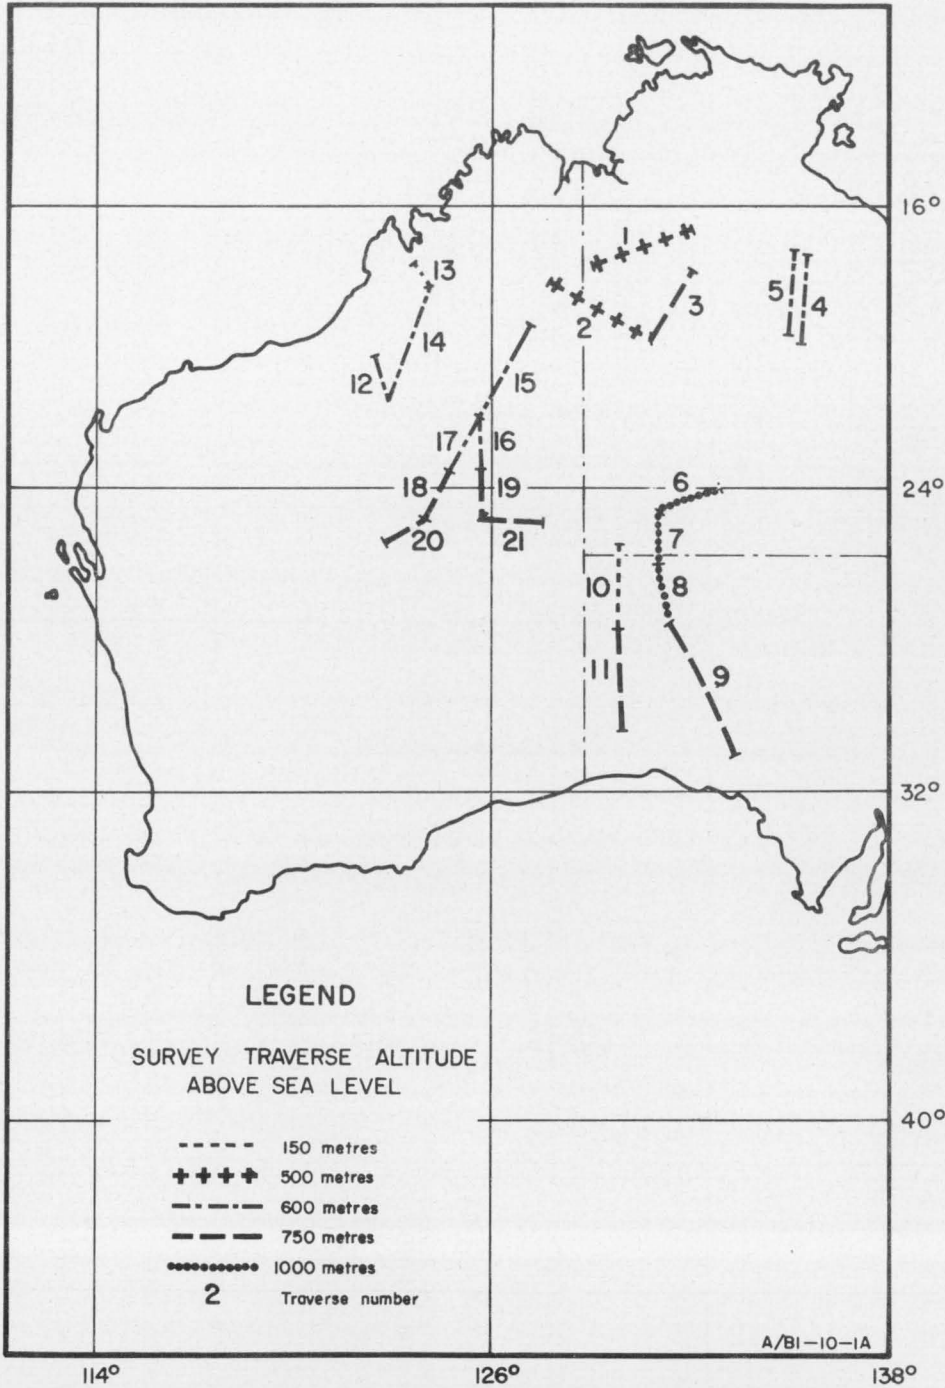 1
16°
13
5
4
3
2
14
12
15
17
16
6
24°
18
19
7
20
21
10
8
11
9
32°
LEGEND
SURVEY TRAVERSE ALTITUDE
ABOVE SEA LEVEL
40°
150 metres
500 metres
600 metres
750 metres
1000 metres
2 Traverse number
A/BI-10-1A
114° 126° 138°